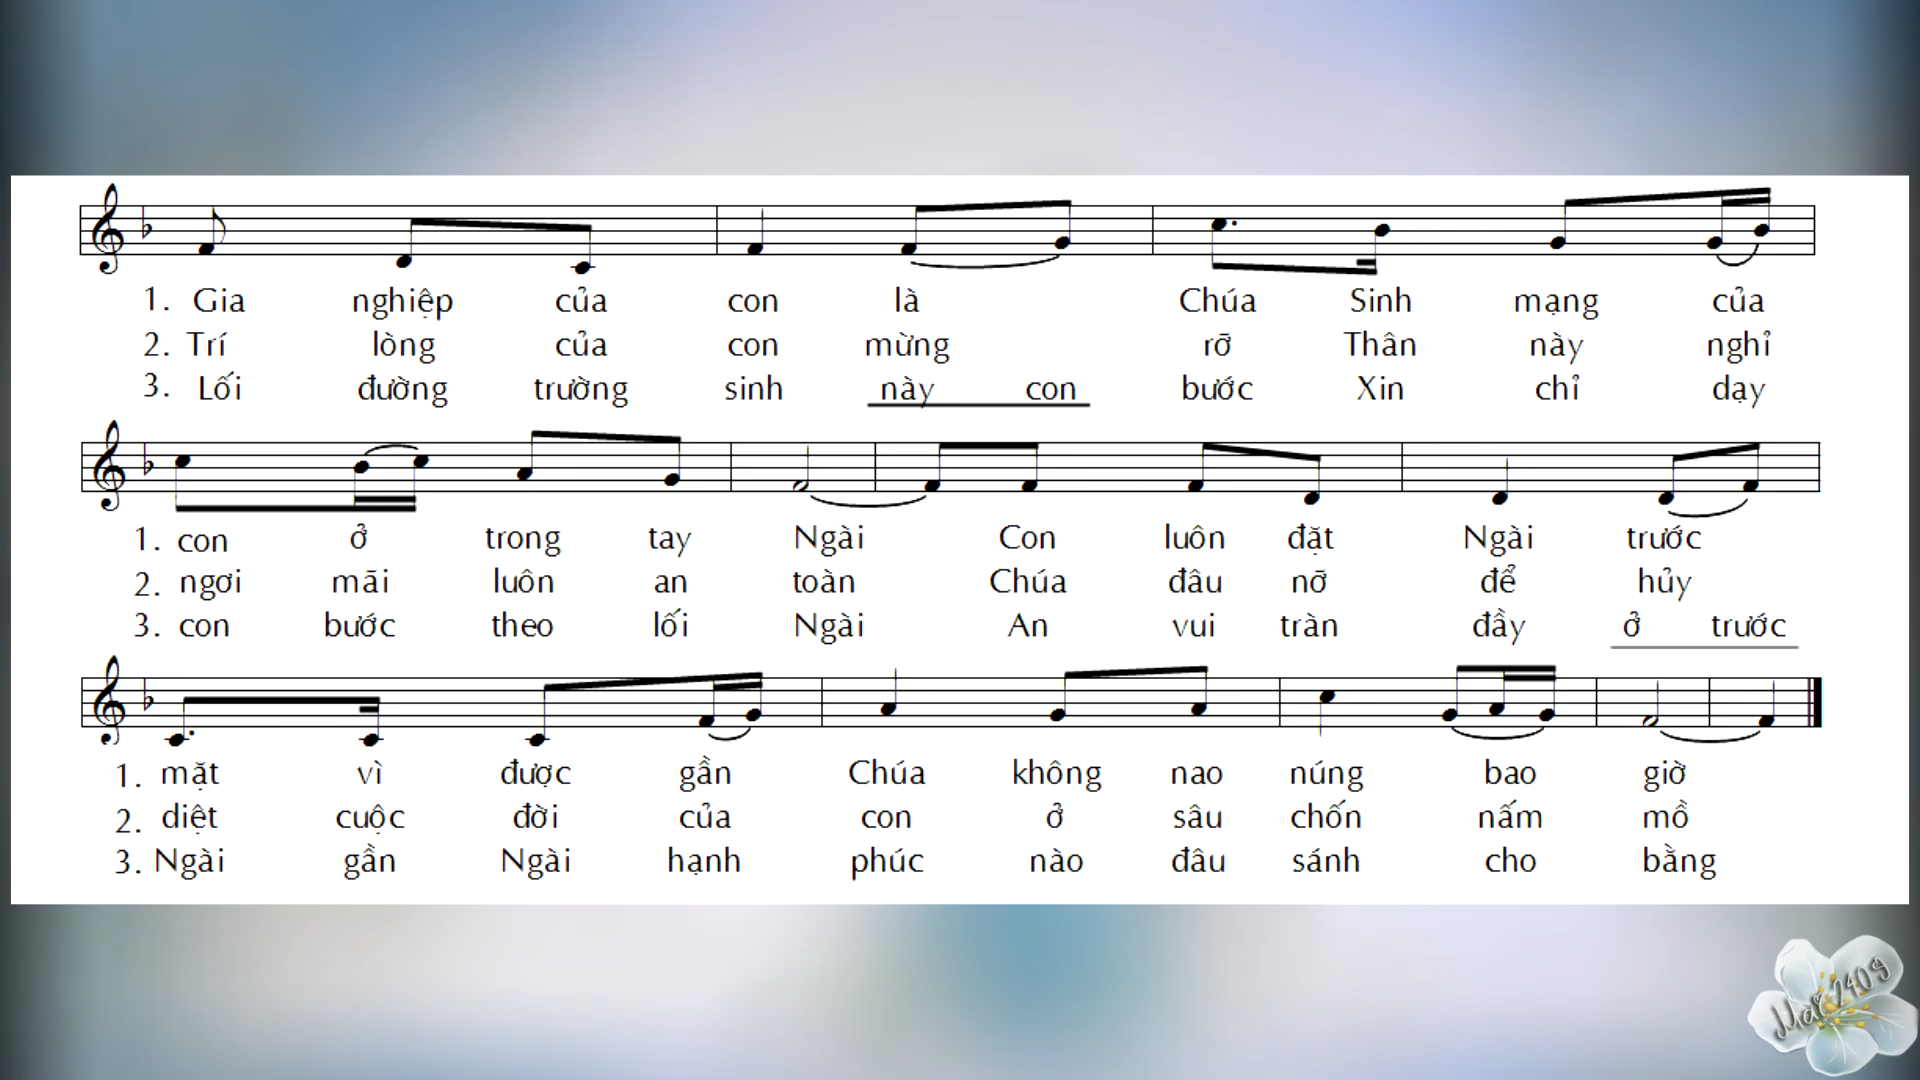 1. Gia nghiệp của con là Chúa Sinh mạng của
2. Trí lòng của con mừng rỡ Thân này nghỉ
3. Lối đường trường sinh này con bước Xin chỉ dạy
1. con ở trong tay Ngài Con luôn đặt Ngài trước
2. ngơi mãi luôn an toàn Chúa đâu nỡ để hủy
3. con bước theo lối Ngài An vui tràn đầy ở trước
1. mặt vì được gần Chúa không nao núng bao giờ
2. diệt cuộc đời của con ở sâu chốn nấm mồ
3. Ngài gần Ngài hạnh phúc nào đâu sánh cho bằng
Mai2409